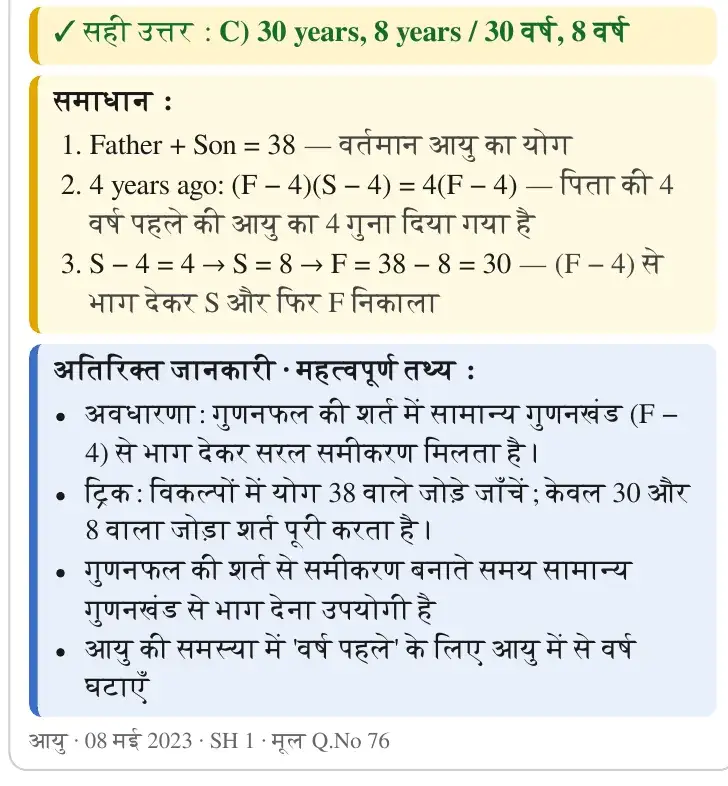 ✓ सही उत्तर : C) 30 years, 8 years / 30 वर्ष, 8 वर्ष
समाधान :
1. Father + Son = 38 — वर्तमान आयु का योग
2. 4 years ago: (F − 4)(S − 4) = 4(F − 4) — पिता की 4
वर्ष पहले की आयु का 4 गुना दिया गया है
3. S − 4 = 4 → S = 8 → F = 38 − 8 = 30 — (F − 4) से
भाग देकर S और फिर F निकाला
अतिरिक्त जानकारी · महत्वपूर्ण तथ्य :
• अवधारणा : गुणनफल की शर्त में सामान्य गुणनखंड (F −
4) से भाग देकर सरल समीकरण मिलता है।
• ट्रिक : विकल्पों में योग 38 वाले जोड़े जाँचें ; केवल 30 और
8 वाला जोड़ा शर्त पूरी करता है।
• गुणनफल की शर्त से समीकरण बनाते समय सामान्य
गुणनखंड से भाग देना उपयोगी है
• आयु की समस्या में 'वर्ष पहले' के लिए आयु में से वर्ष
घटाएँ
आयु · 08 मई 2023 · SH 1 · मूल Q.No 76